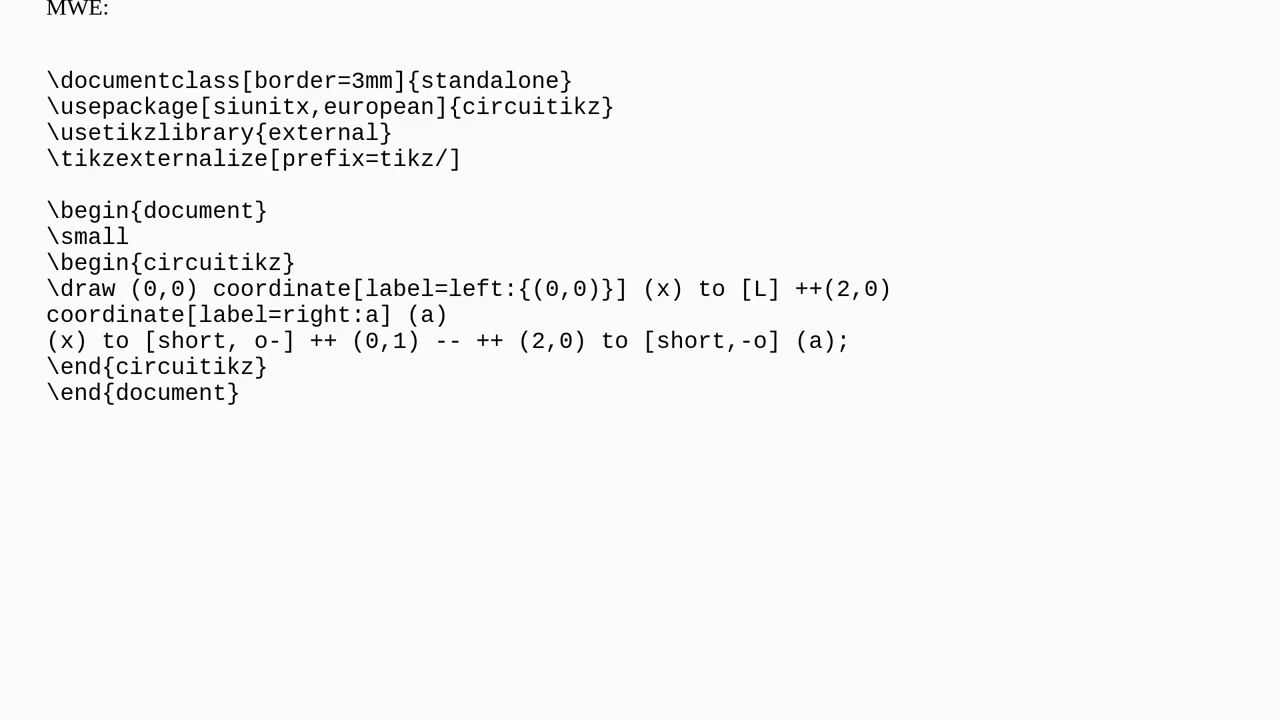 MWE:
\documentclass[border=3mm]{standalone}
\usepackage[siunitx,european]{circuitikz}
\usetikzlibrary{external}
\tikzexternalize[prefix=tikz/]
\begin{document}
\small
\begin{circuitikz}
\draw (0,0) coordinate[label=left:{(0,0)}] (x) to [L] ++(2,0)
coordinate[label=right:a] (a)
(x) to [short, o-] ++ (0,1) -- ++ (2,0) to [short,-o] (a);
\end{circuitikz}
\end{document}